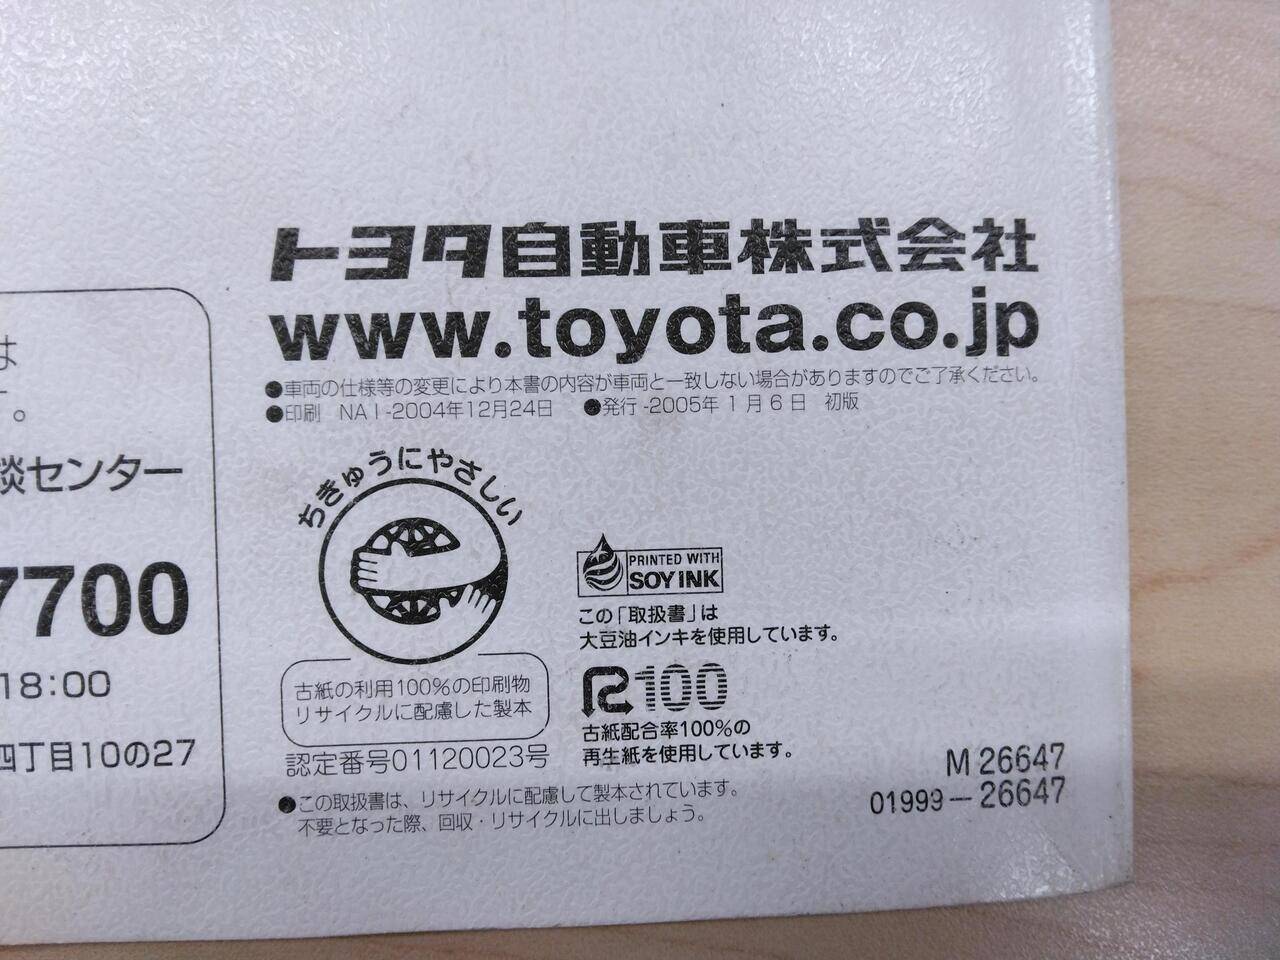 は
す。
談センター
7700
18:00
四丁目10の27
トヨタ自動車株式会社
www.toyota.co.jp
●車両の仕様等の変更により本書の内容が車両と一致しない場合がありますのでご了承ください。
●印刷 NAI-2004年12月24日 ●発行-2005年1月6日 初版
ちきゅうにやさしい
古紙の利用100%の印刷物
リサイクルに配慮した製本
認定番号01120023号
PRINTED WITH
SOY INK
この「取扱書」は
大豆油インキを使用しています。
R100
古紙配合率100%の
再生紙を使用しています。
●この取扱書は、リサイクルに配慮して製本されています。
不要となった際、回収・リサイクルに出しましょう。
M 26647
01999-26647